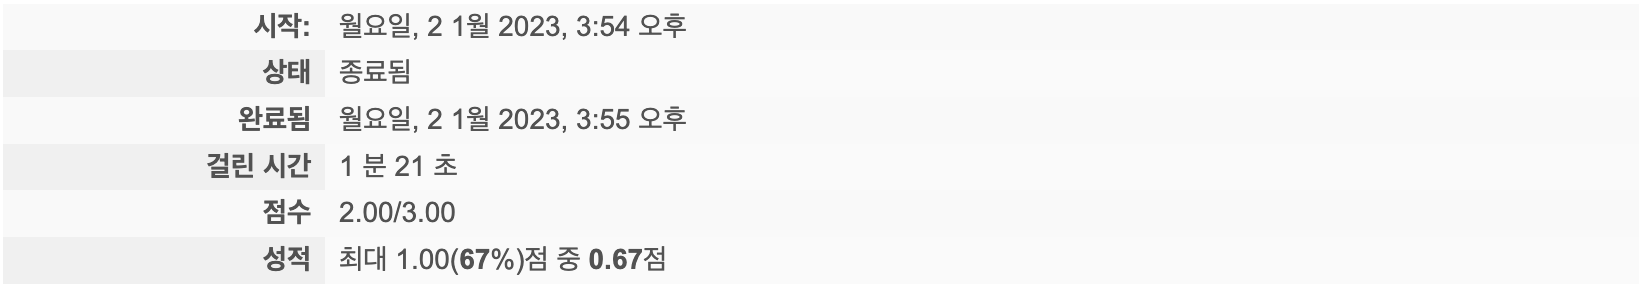 시작: 월요일, 2 1월 2023, 3:54 오후
상태 종료됨
완료됨 월요일, 2 1월 2023, 3:55 오후
걸린 시간 1 분 21 초
점수 2.00/3.00
성적 최대 1.00(67%)점 중 0.67점